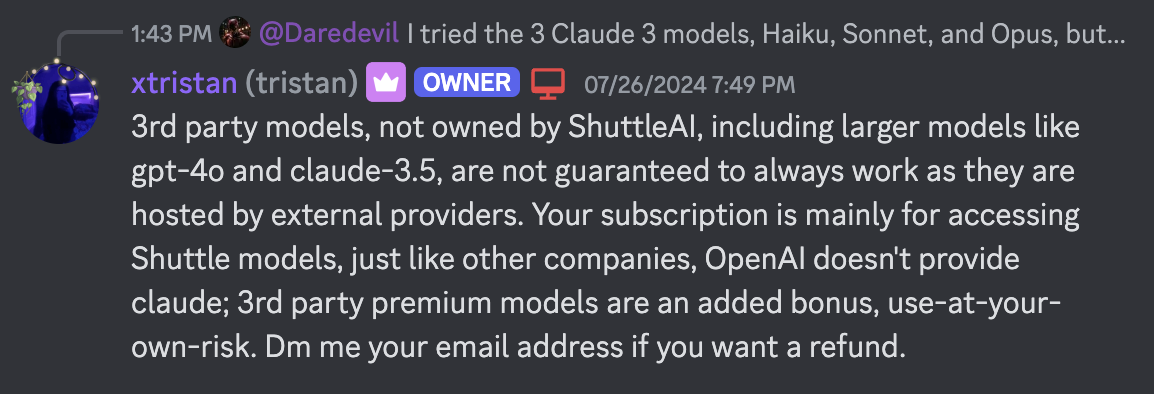 1:43 PM @Daredevil I tried the 3 Claude 3 models, Haiku, Sonnet, and Opus, but...
xtristan (tristan) OWNER 07/26/2024 7:49 PM
3rd party models, not owned by ShuttleAI, including larger models like
gpt-4o and claude-3.5, are not guaranteed to always work as they are
hosted by external providers. Your subscription is mainly for accessing
Shuttle models, just like other companies, OpenAI doesn't provide
claude; 3rd party premium models are an added bonus, use-at-your-
own-risk. Dm me your email address if you want a refund.